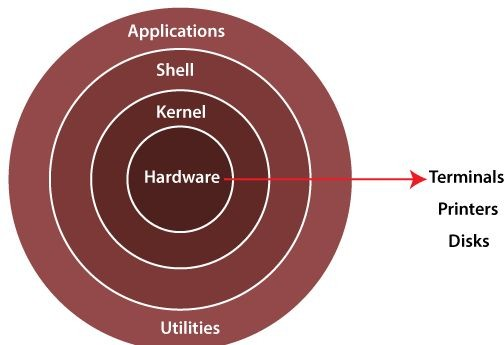 Applications
Shell
Kernel
Hardware
Terminals
Printers
Disks
Utilities